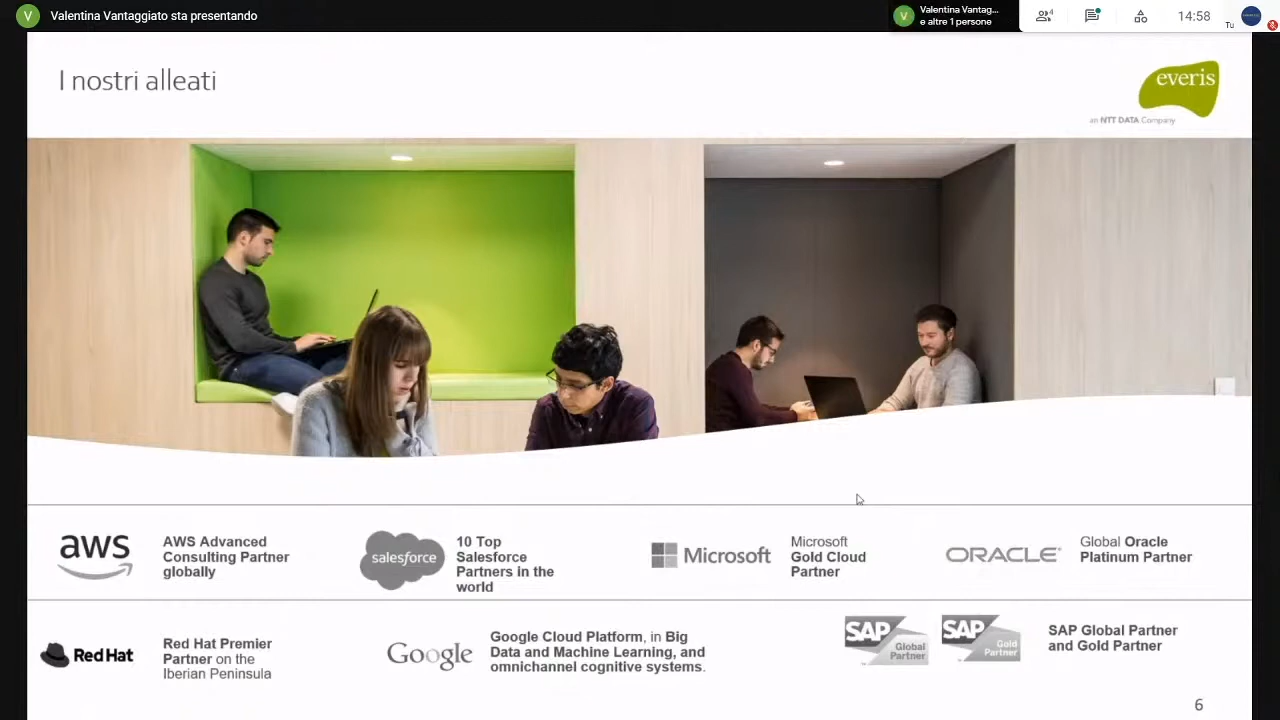 V
Valentina Vantaggiato sta presentando
V
Valentina Vantag...
e altre 1 persone
4
14:58
Tu
I nostri alleati
everis
an NTT DATA Company
aws
AWS Advanced
Consulting Partner
globally
salesforce
10 Top
Salesforce
Partners in the
world
Microsoft
Microsoft
Gold Cloud
Partner
ORACLE
Global Oracle
Platinum Partner
Red Hat
Red Hat Premier
Partner on the
Iberian Peninsula
Google
Google Cloud Platform, in Big
Data and Machine Learning, and
omnichannel cognitive systems.
SAP
Global
Partner
SAP
Gold
Partner
SAP Global Partner
and Gold Partner
6